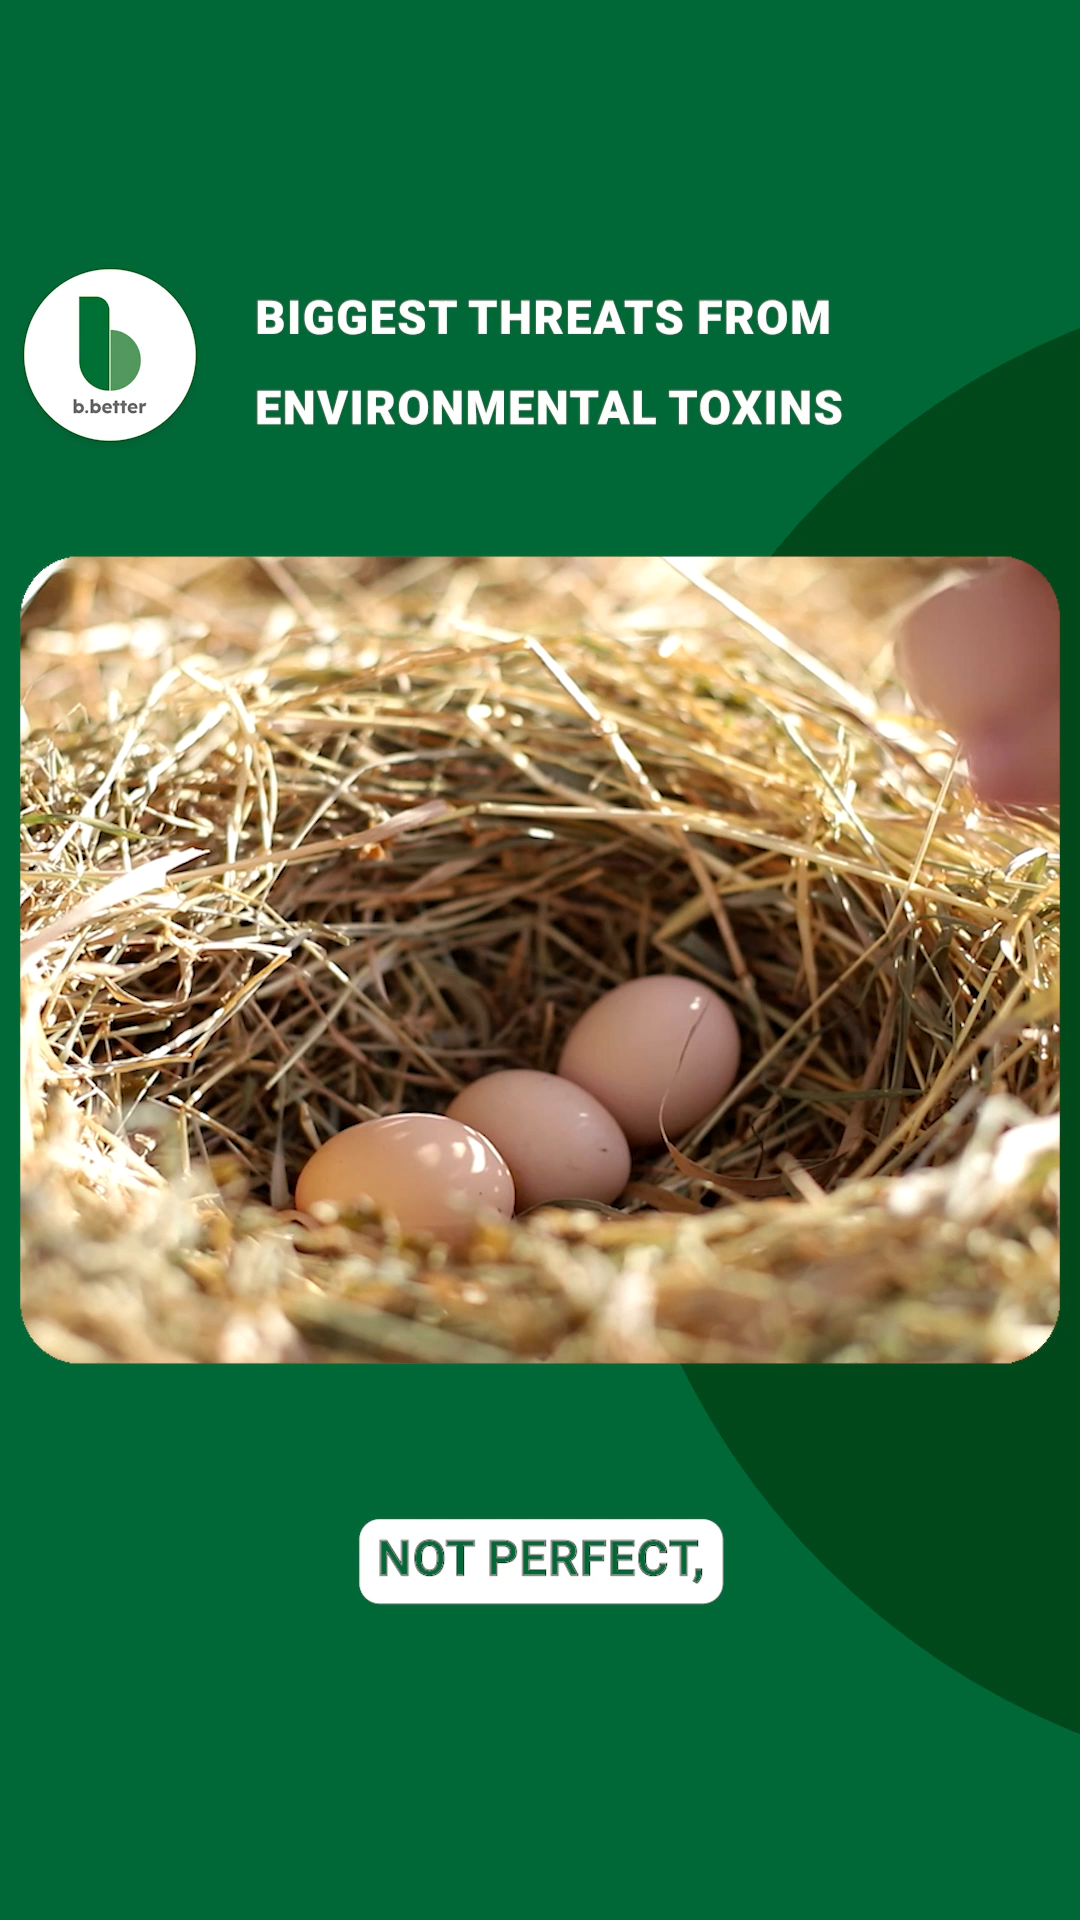 b.better
BIGGEST THREATS FROM
ENVIRONMENTAL TOXINS
NOT PERFECT,